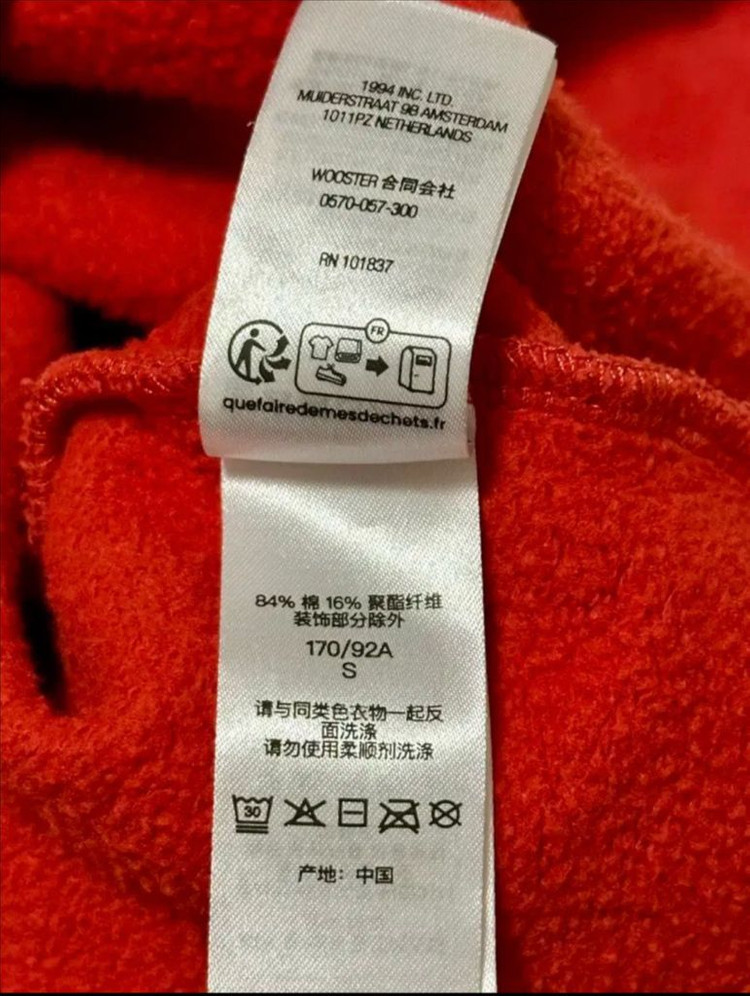 1994 INC. LTD.
MUIDERSTRAAT 98 AMSTERDAM
1011PZ NETHERLANDS
WOOSTER 合同会社
0570-057-300
RN 101837
FR
quefairedemesdechets.fr
84% 棉 16% 聚酯纤维
装饰部分除外
170/92A
S
请与同类色衣物一起反
面洗涤
请勿使用柔顺剂洗涤
30
产地：中国